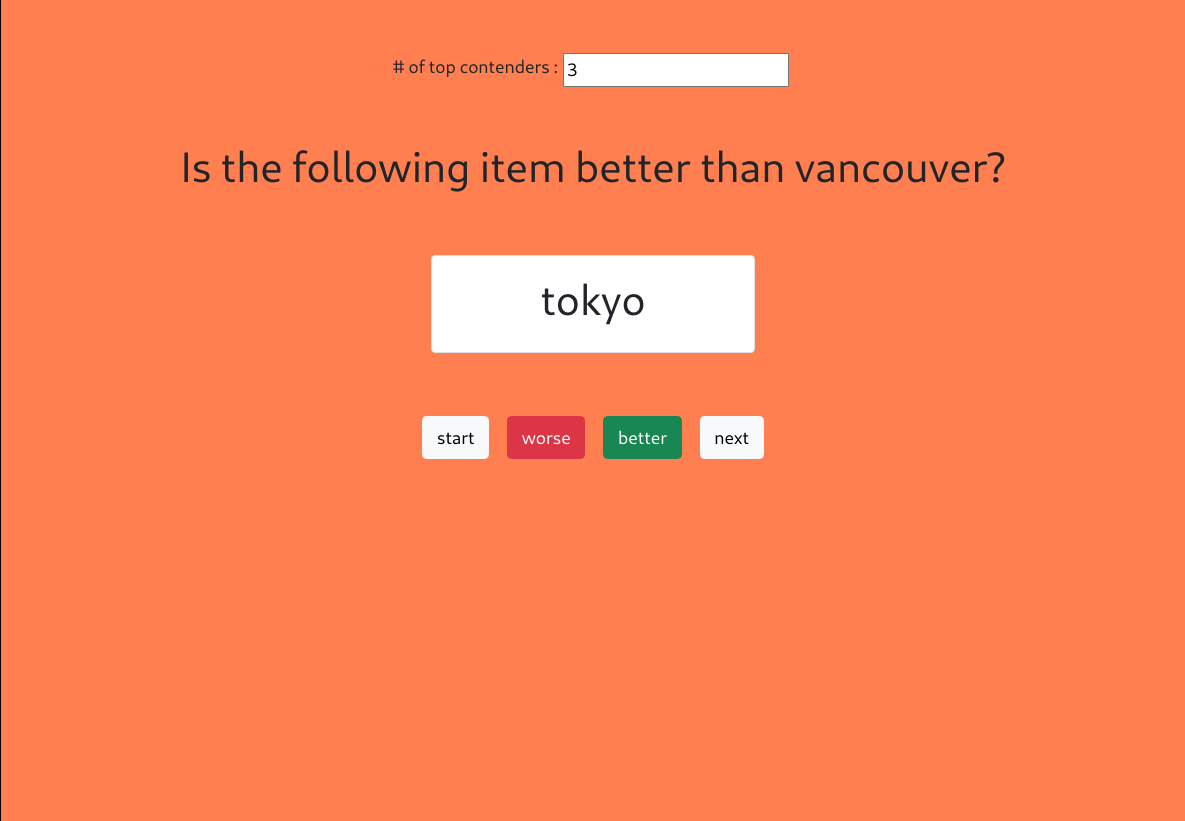 # of top contenders : 3
Is the following item better than vancouver?
tokyo
start worse better next